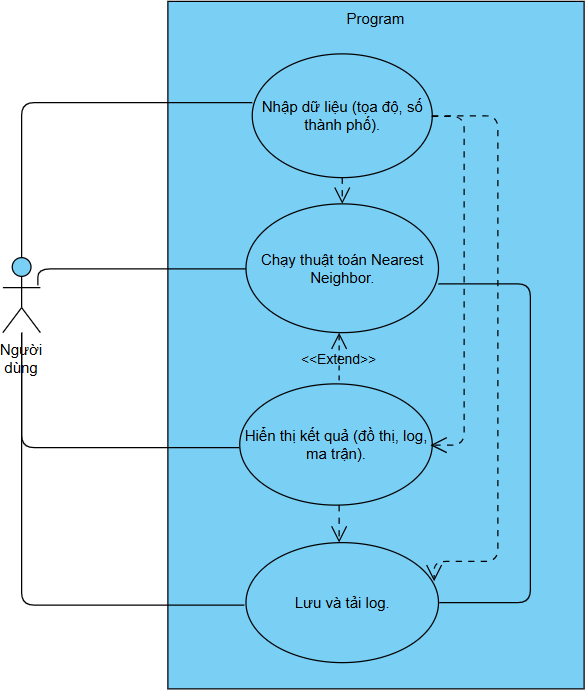 Program
Nhập dữ liệu (tọa độ, số
thành phố).
Chạy thuật toán Nearest
Neighbor.
Người
dùng
<<Extend>>
Hiển thị kết quả (đồ thị, log,
ma trận).
Lưu và tải log.